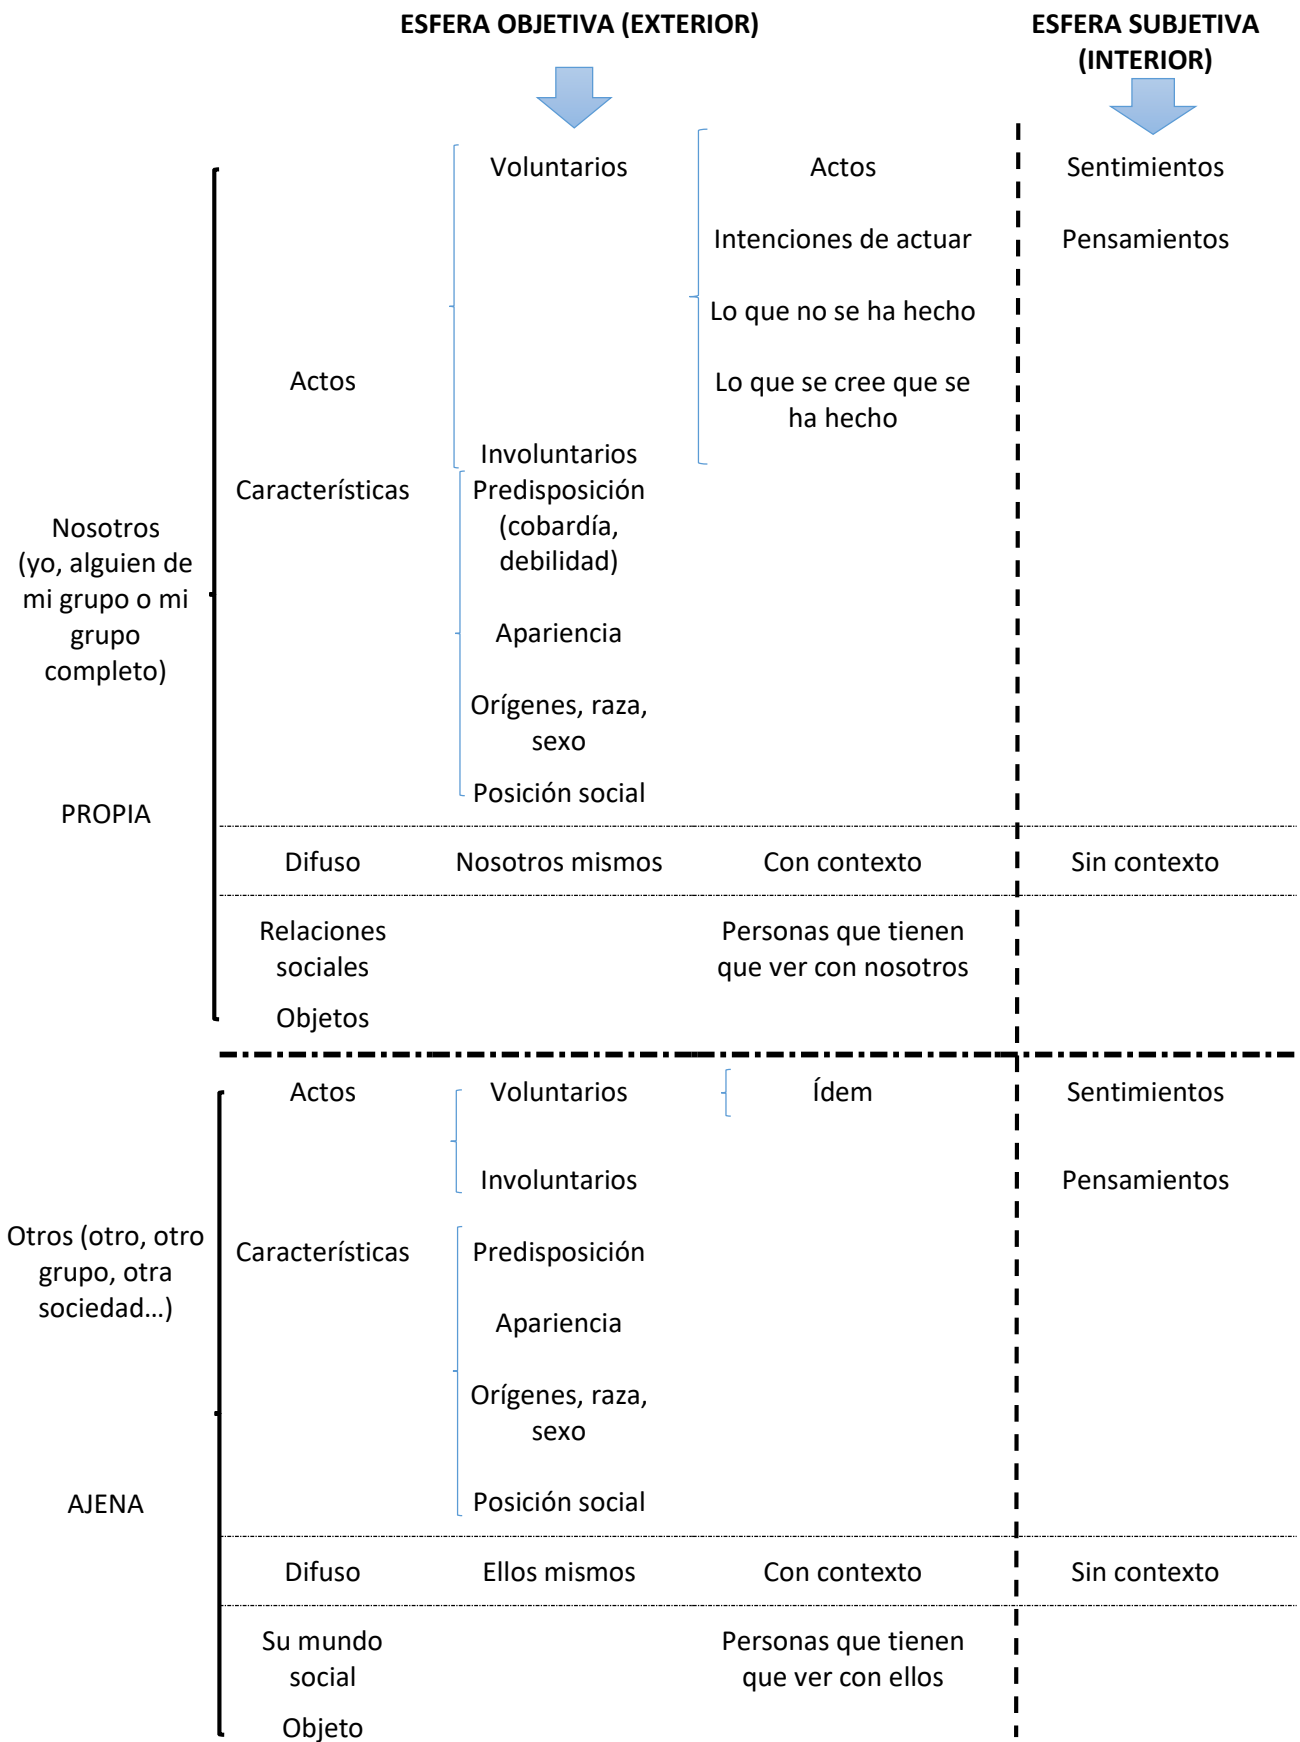 ESFERA OBJETIVA (EXTERIOR)
ESFERA SUBJETIVA
(INTERIOR)
Voluntarios
Actos
Sentimientos
Intenciones de actuar
Pensamientos
Lo que no se ha hecho
Actos
Lo que se cree que se
ha hecho
Involuntarios
Características
Predisposición
(cobardía,
debilidad)
Nosotros
(yo, alguien de
mi grupo o mi
grupo
completo)
Apariencia
Orígenes, raza,
sexo
Posición social
PROPIA
Difuso
Nosotros mismos
Con contexto
Sin contexto
Relaciones
sociales
Personas que tienen
que ver con nosotros
Objetos
Actos
Voluntarios
Ídem
Sentimientos
Involuntarios
Pensamientos
Otros (otro, otro
grupo, otra
sociedad...)
Características
Predisposición
Apariencia
Orígenes, raza,
sexo
Posición social
AJENA
Difuso
Ellos mismos
Con contexto
Sin contexto
Su mundo
social
Personas que tienen
que ver con ellos
Objeto